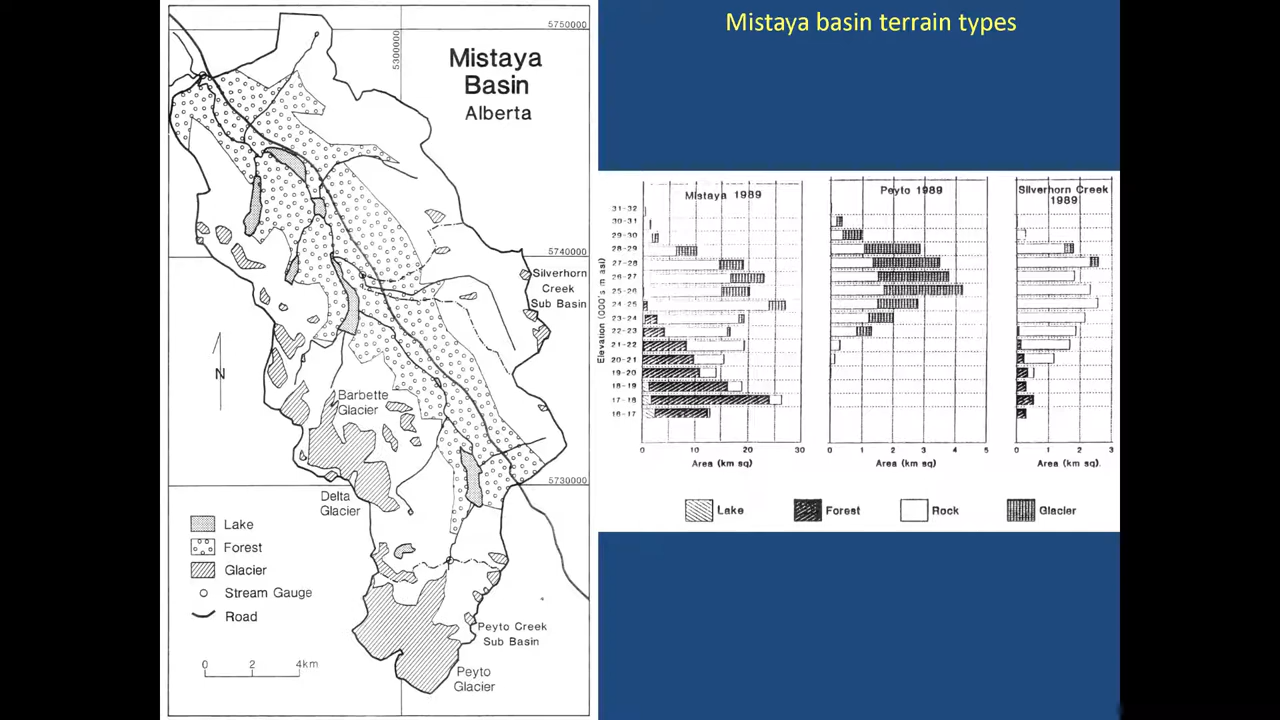 Mistaya basin terrain types
5750000
5300000
Mistaya
Basin
Alberta
5740000
Silverhorn
Creek
Sub Basin
N
Barbette
Glacier
5730000
Delta
Glacier
Lake
Forest
Glacier
Stream Gauge
Road
0 2 4km
Peyto Creek
Sub Basin
Peyto
Glacier
Mistaya 1989
Peyto 1989
Silverhorn Creek
1989
Elevation (000's m asl)
31-32
30-31
29-30
28-29
27-28
26-27
25-26
24-25
23-24
22-23
21-22
20-21
19-20
18-19
17-18
16-17
0 10 20 30
Area (km sq)
0 1 2 3 4 5
Area (km sq)
0 1 2 3
Area (km sq).
Lake Forest Rock Glacier